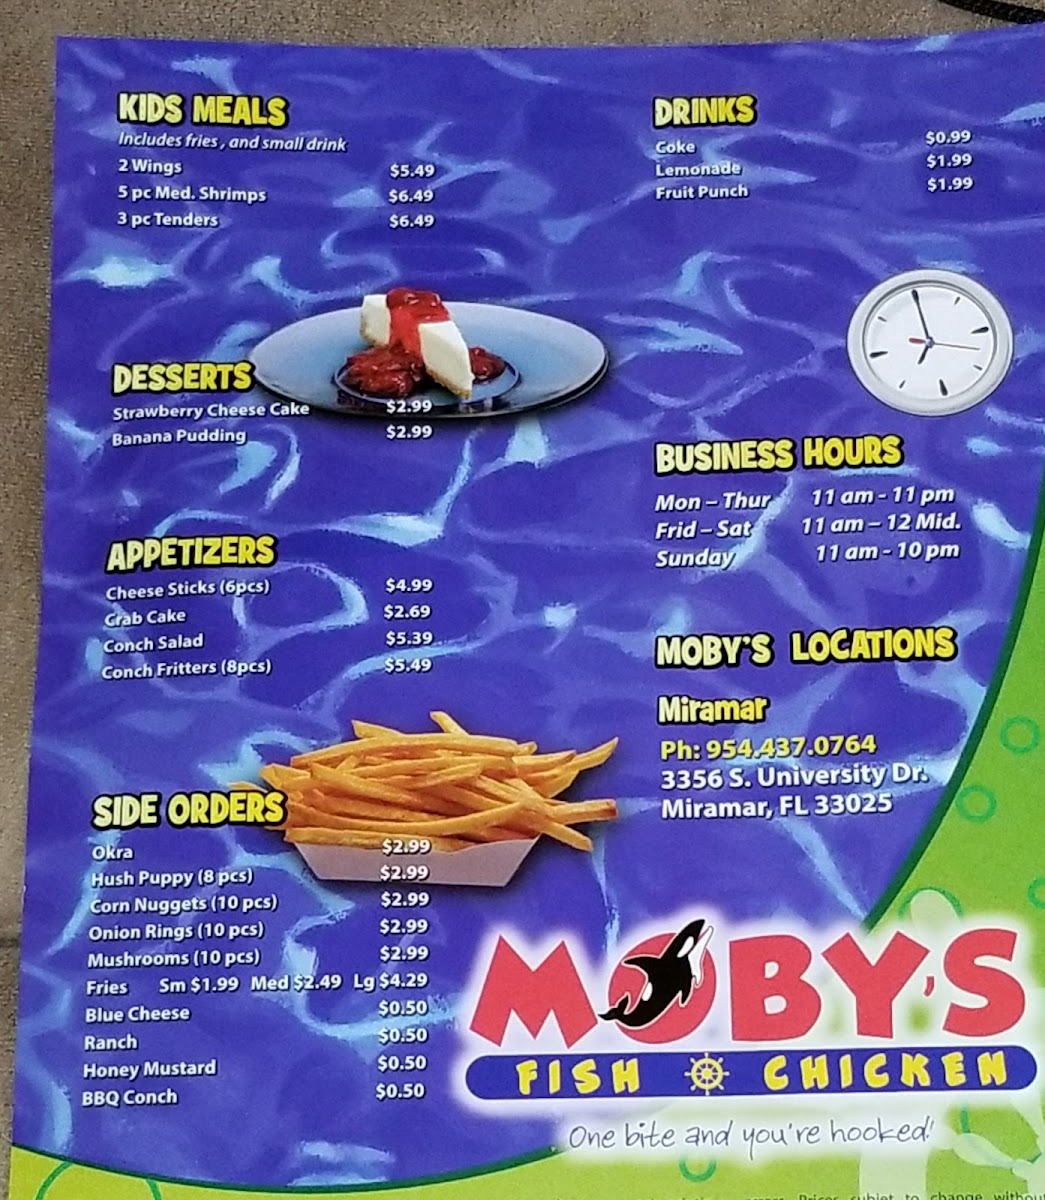 KIDS MEALS
Includes fries, and small drink
2 Wings $5.49
5 pc Med. Shrimps $6.49
3 pc Tenders $6.49
DESSERTS
Strawberry Cheese Cake $2.99
Banana Pudding $2.99
APPETIZERS
Cheese Sticks (6pcs) $4.99
Crab Cake $2.69
Conch Salad $5.39
Conch Fritters (8pcs) $5.49
SIDE ORDERS
Okra $2.99
Hush Puppy (8 pcs) $2.99
Corn Nuggets (10 pcs) $2.99
Onion Rings (10 pcs) $2.99
Mushrooms (10 pcs) $2.99
Fries Sm $1.99 Med $2.49 Lg $4.29
Blue Cheese $0.50
Ranch $0.50
Honey Mustard $0.50
BBQ Conch $0.50
DRINKS
Coke $0.99
Lemonade $1.99
Fruit Punch $1.99
BUSINESS HOURS
Mon – Thur 11 am - 11 pm
Frid – Sat 11 am – 12 Mid.
Sunday 11 am - 10 pm
MOBY'S LOCATIONS
Miramar
Ph: 954.437.0764
3356 S. University Dr.
Miramar, FL 33025
MOBY'S
FISH CHICKEN
One bite and you're hooked!
Prices sublet to change without